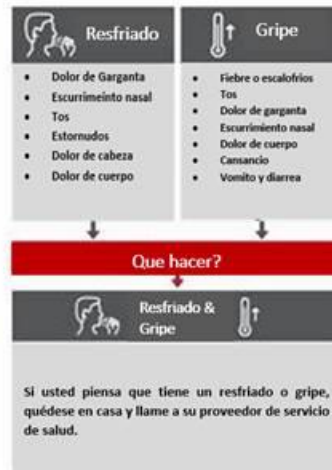 Resfriado
• Dolor de Garganta
• Escurrimeinto nasal
• Tos
• Estornudos
• Dolor de cabeza
• Dolor de cuerpo
Gripe
• Fiebre o escalofrios
• Tos
• Dolor de garganta
• Escurrimiento nasal
• Dolor de cuerpo
• Cansancio
• Vomito y diarrea
Que hacer?
Resfriado &
Gripe
Si usted piensa que tiene un resfriado o gripe,
quédese en casa y llame a su proveedor de servicio
de salud.